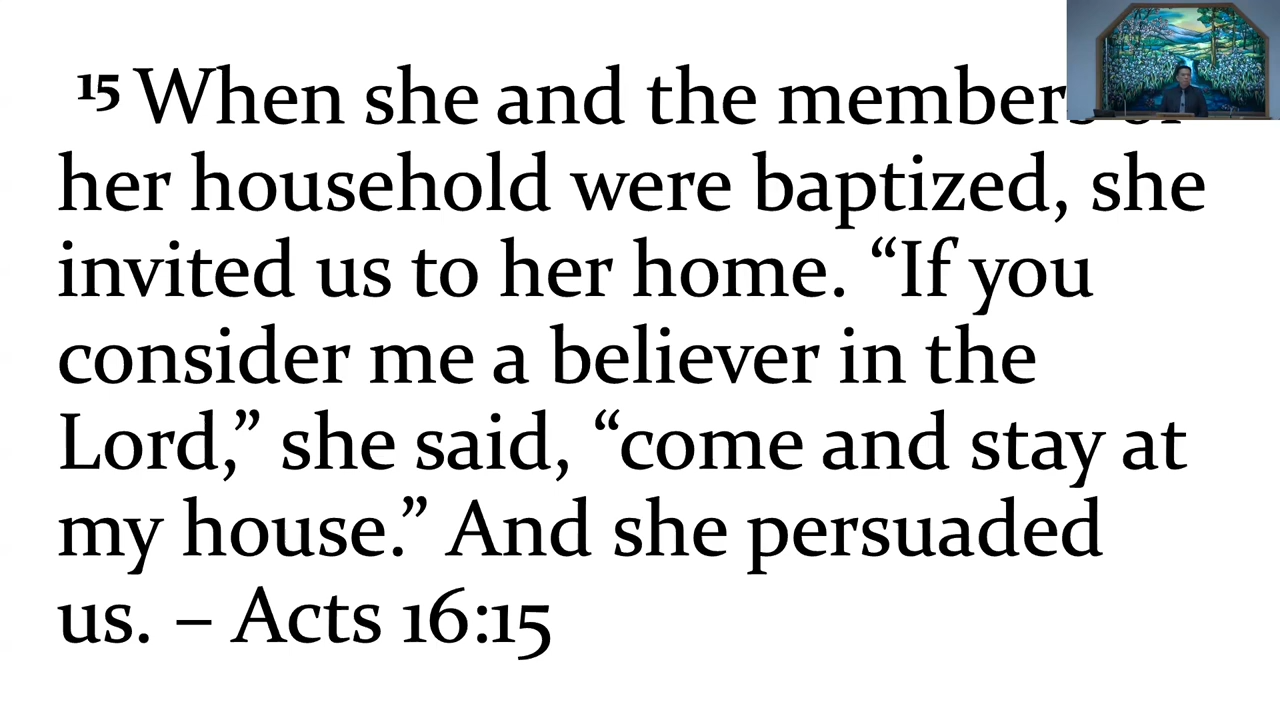 15 When she and the members of
her household were baptized, she
invited us to her home. “If you
consider me a believer in the
Lord,” she said, “come and stay at
my house.” And she persuaded
us. – Acts 16:15